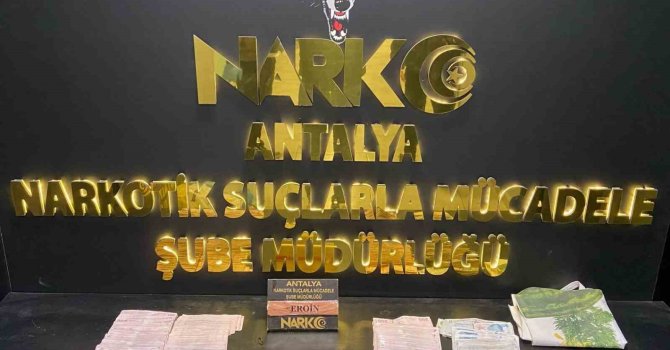 NARKO
ANTALYA
NARKOTİK SUÇLARLA MÜCADELE
ŞUBE MÜDÜRLÜĞÜ
ANTALYA
NARKOTİK SUÇLARLA MÜCADELE
ŞUBE MÜDÜRLÜĞÜ
EROİN
NARKO